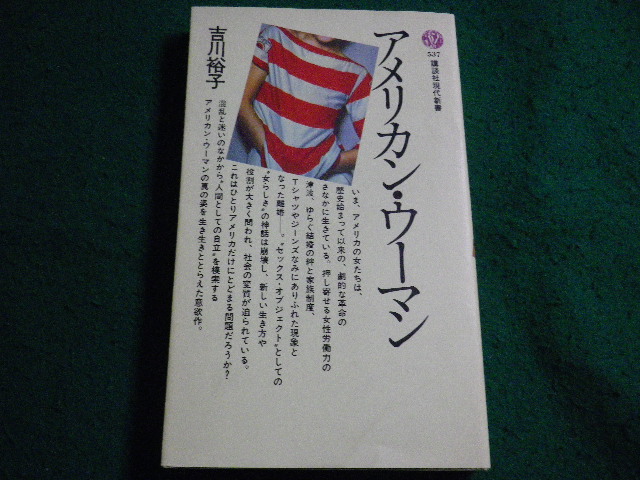 537
講談社現代新書
アメリカン・ウーマン
吉川裕子
いま、アメリカの女たちは、
歴史始まって以来の、劇的な革命の
さなかに生きている。押し寄せる女性労働力の
津波、ゆらぐ結婚の絆と家族制度、
Tシャツやジーンズなみにありふれた現象と
なった離婚——。“セックス・オブジェクト”としての
“女らしさ”の神話は崩壊し、新しい生き方や
役割が大きく問われ、社会の変質が迫られている。
これはひとりアメリカだけにとどまる問題だろうか？
混乱と迷いのなかから“人間としての自立”を模索する
アメリカン・ウーマンの真の姿を生き生きととらえた意欲作。